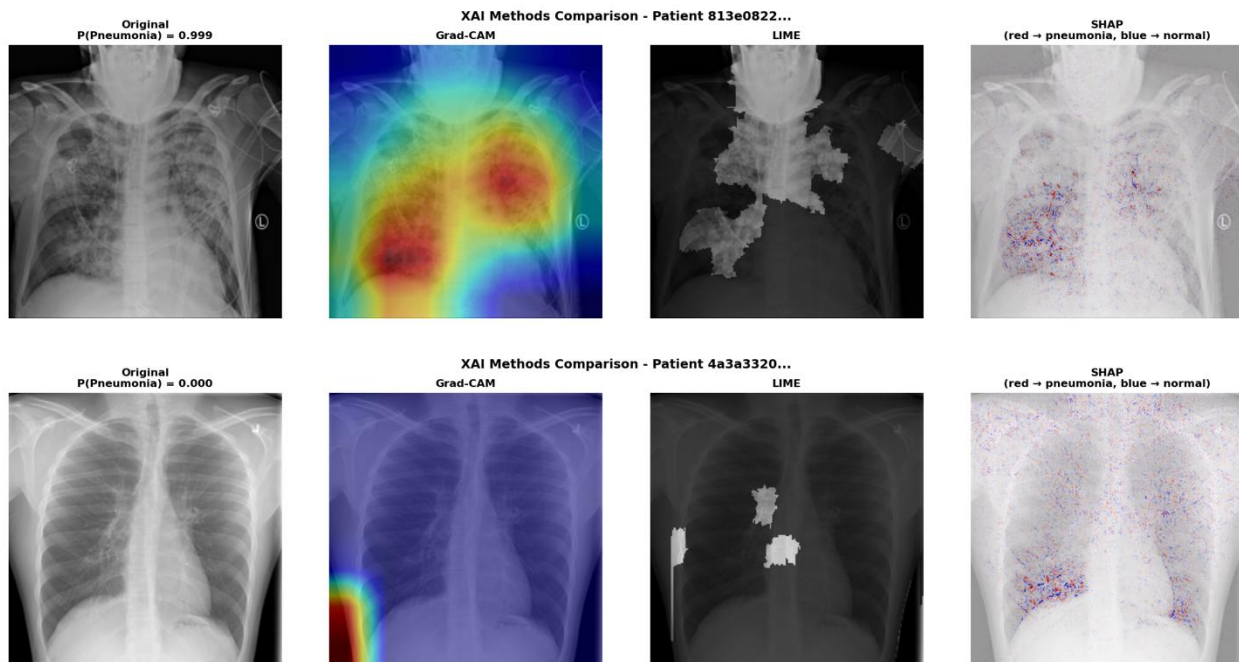 XAI Methods Comparison - Patient 813e0822...
Original
P(Pneumonia) = 0.999
Grad-CAM
LIME
SHAP
(red → pneumonia, blue → normal)
L
L
L
L
XAI Methods Comparison - Patient 4a3a3320...
Original
P(Pneumonia) = 0.000
Grad-CAM
LIME
SHAP
(red → pneumonia, blue → normal)